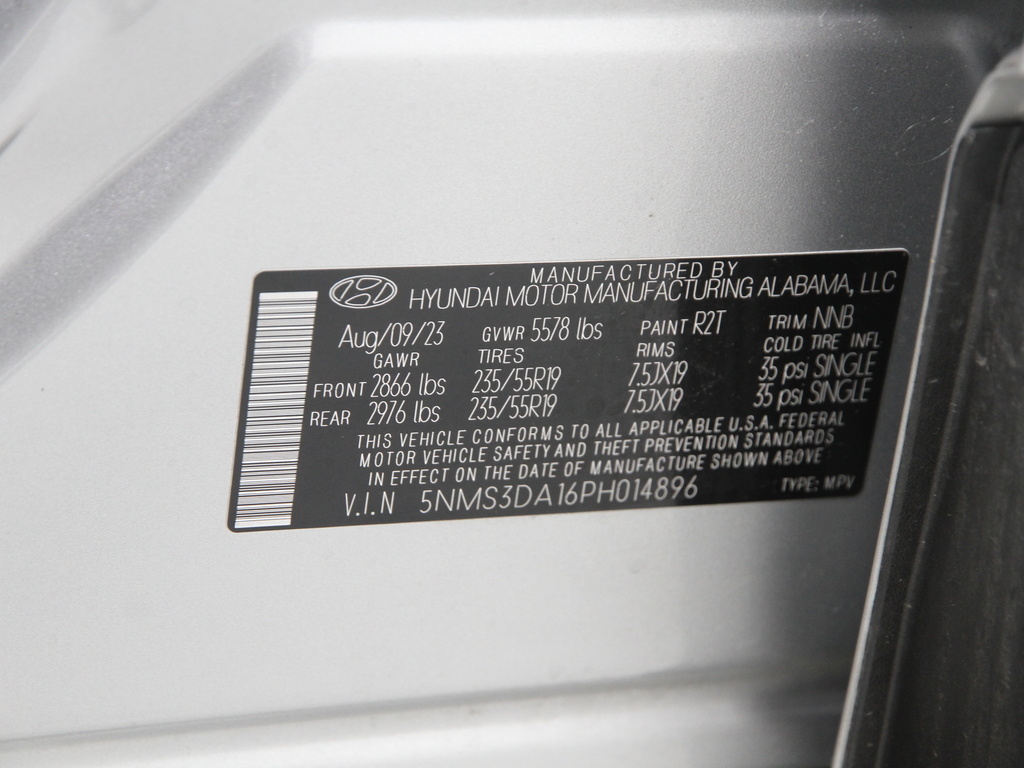 MANUFACTURED BY
HYUNDAI MOTOR MANUFACTURING ALABAMA, LLC
Aug/09/23 GVWR 5578 lbs PAINT R2T TRIM NNB
GAWR TIRES RIMS COLD TIRE INFL
FRONT 2866 lbs 235/55R19 7.5JX19 35 psi SINGLE
REAR 2976 lbs 235/55R19 7.5JX19 35 psi SINGLE
THIS VEHICLE CONFORMS TO ALL APPLICABLE U.S.A. FEDERAL
MOTOR VEHICLE SAFETY AND THEFT PREVENTION STANDARDS
IN EFFECT ON THE DATE OF MANUFACTURE SHOWN ABOVE
V.I.N 5NMS3DA16PH014896 TYPE: MPV